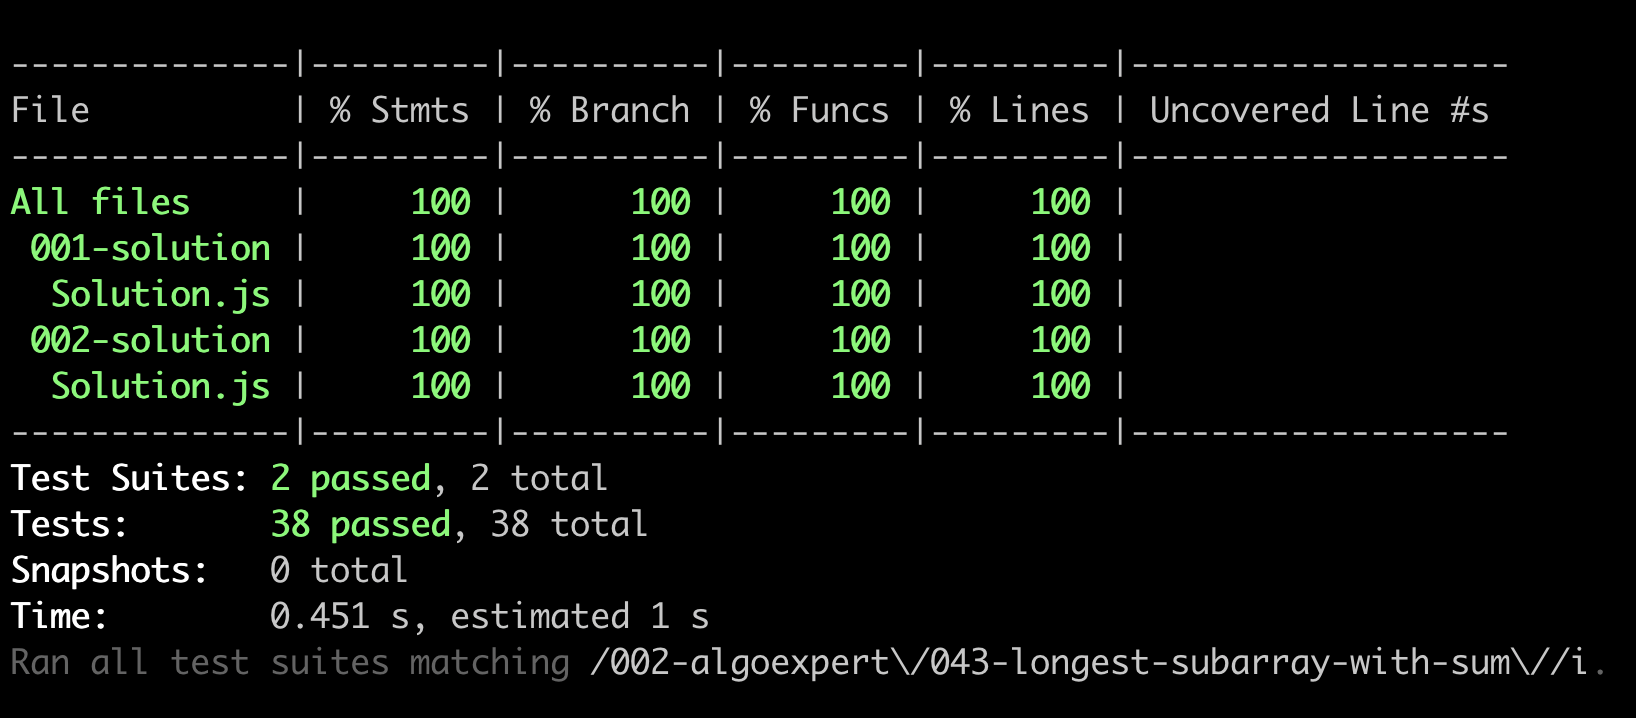 --------------|---------|----------|---------|---------|-------------------
File          | % Stmts | % Branch | % Funcs | % Lines | Uncovered Line #s
--------------|---------|----------|---------|---------|-------------------
All files     |     100 |      100 |     100 |     100 |
 001-solution |     100 |      100 |     100 |     100 |
  Solution.js |     100 |      100 |     100 |     100 |
 002-solution |     100 |      100 |     100 |     100 |
  Solution.js |     100 |      100 |     100 |     100 |
--------------|---------|----------|---------|---------|-------------------
Test Suites: 2 passed, 2 total
Tests:       38 passed, 38 total
Snapshots:   0 total
Time:        0.451 s, estimated 1 s
Ran all test suites matching /002-algoexpert\/043-longest-subarray-with-sum\//i.